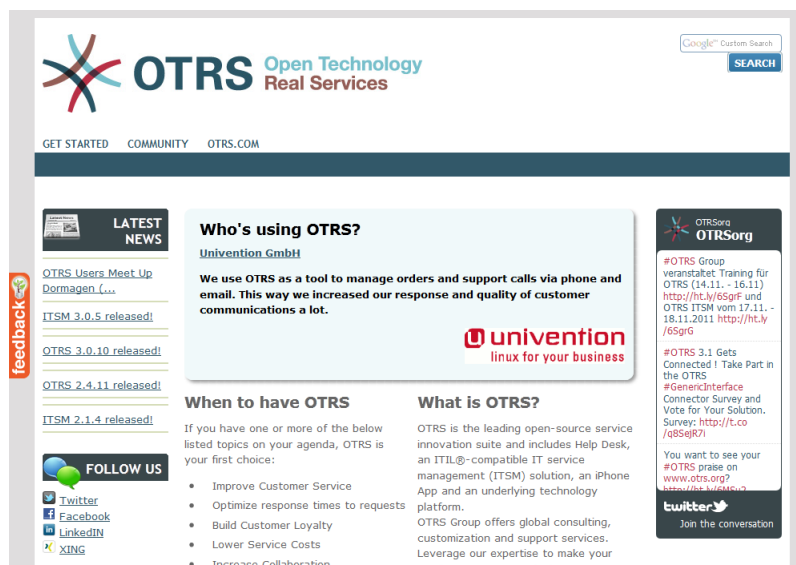 OTRS Open Technology
Real Services
Google™ Custom Search
SEARCH
GET STARTED COMMUNITY OTRS.COM
LATEST
NEWS
OTRS Users Meet Up
Dormagen (...
ITSM 3.0.5 released!
OTRS 3.0.10 released!
OTRS 2.4.11 released!
ITSM 2.1.4 released!
feedback
FOLLOW US
Twitter
Facebook
LinkedIN
XING
Who's using OTRS?
Univention GmbH
We use OTRS as a tool to manage orders and support calls via phone and
email. This way we increased our response and quality of customer
communications a lot.
univention
linux for your business
When to have OTRS
If you have one or more of the below
listed topics on your agenda, OTRS is
your first choice:
• Improve Customer Service
• Optimize response times to requests
• Build Customer Loyalty
• Lower Service Costs
• Increase Collaboration
What is OTRS?
OTRS is the leading open-source service
innovation suite and includes Help Desk,
an ITIL®-compatible IT service
management (ITSM) solution, an iPhone
App and an underlying technology
platform.
OTRS Group offers global consulting,
customization and support services.
Leverage our expertise to make your
OTRSorg
OTRSorg
#OTRS Group
veranstaltet Training für
OTRS (14.11. - 16.11)
http://ht.ly/6SgrF und
OTRS ITSM vom 17.11. -
18.11.2011 http://ht.ly
/6SgrG
#OTRS 3.1 Gets
Connected ! Take Part in
the OTRS
#GenericInterface
Connector Survey and
Vote for Your Solution.
Survey: http://t.co
/q8SeJR7i
You want to see your
#OTRS praise on
www.otrs.org?
twitter
Join the conversation